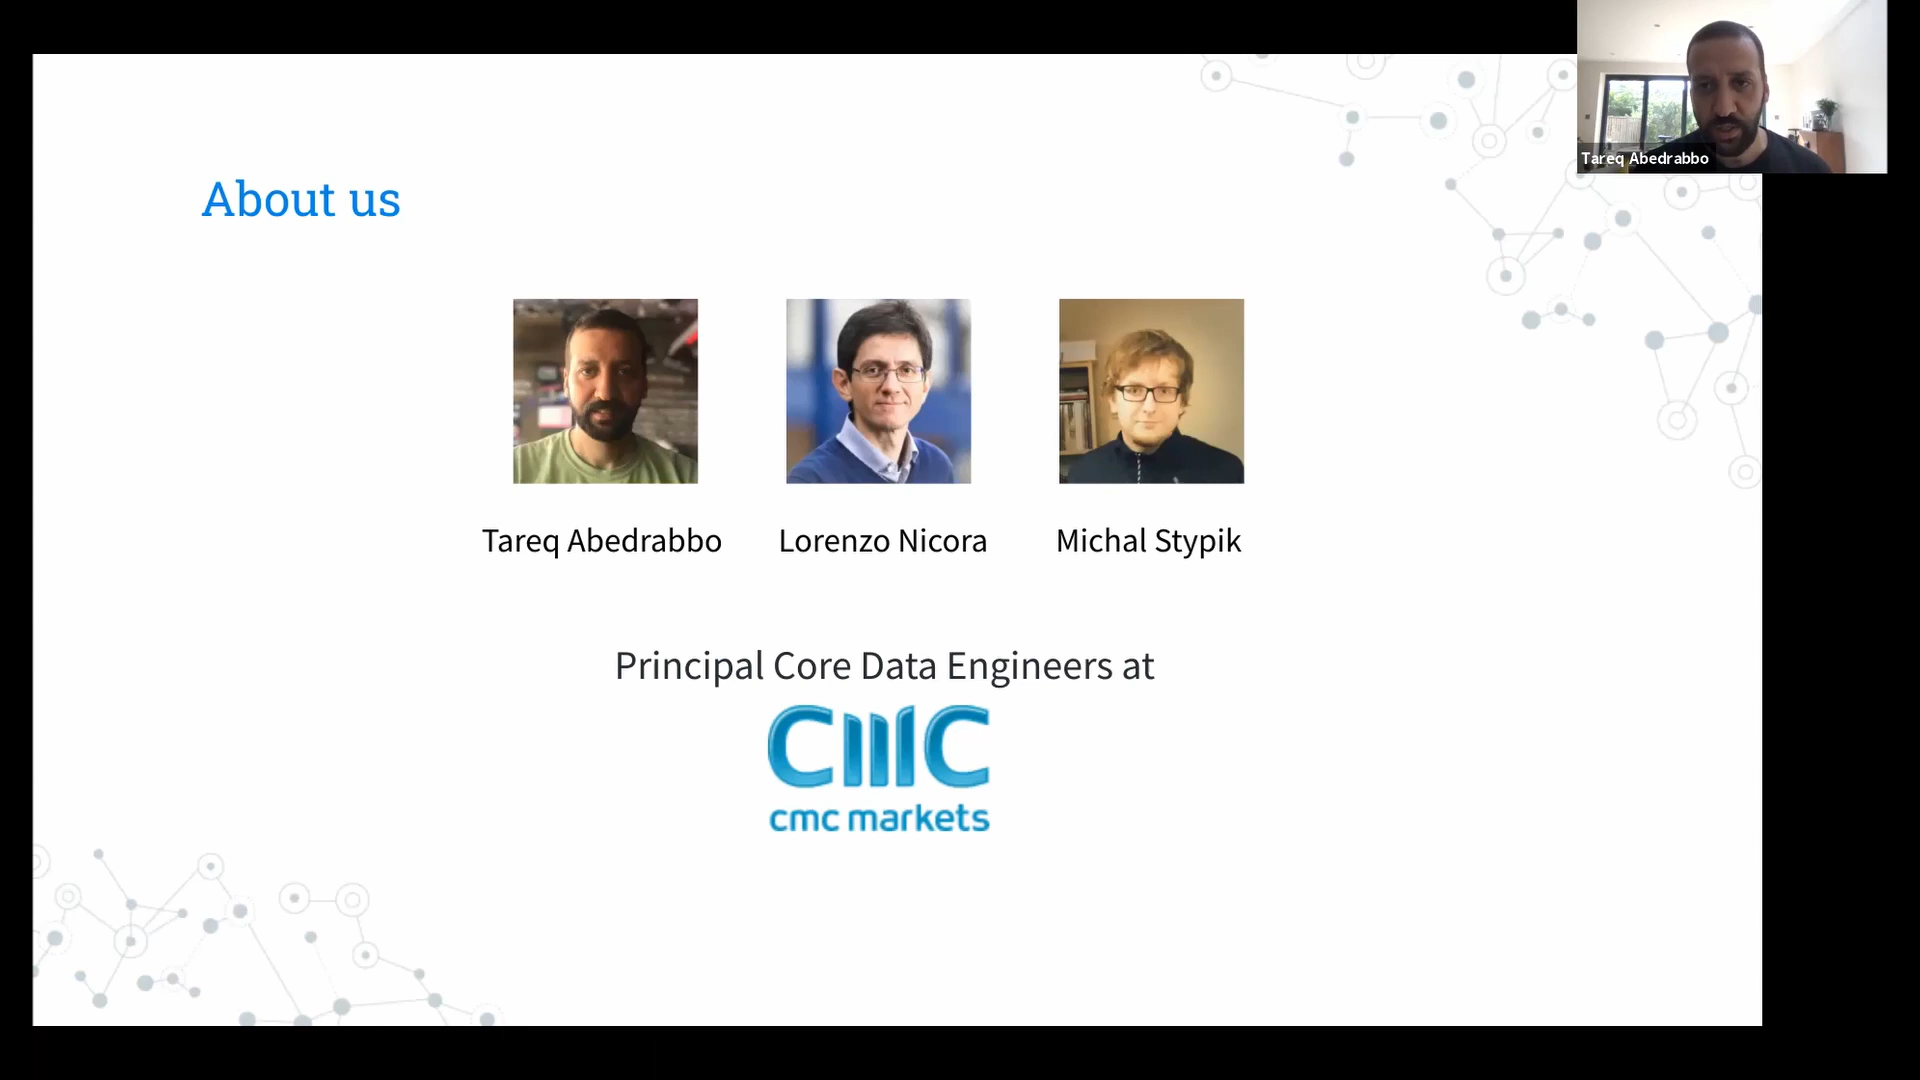 Tareq Abedrabbo
About us
Tareq Abedrabbo
Lorenzo Nicora
Michal Stypik
Principal Core Data Engineers at
cmc
cmc markets